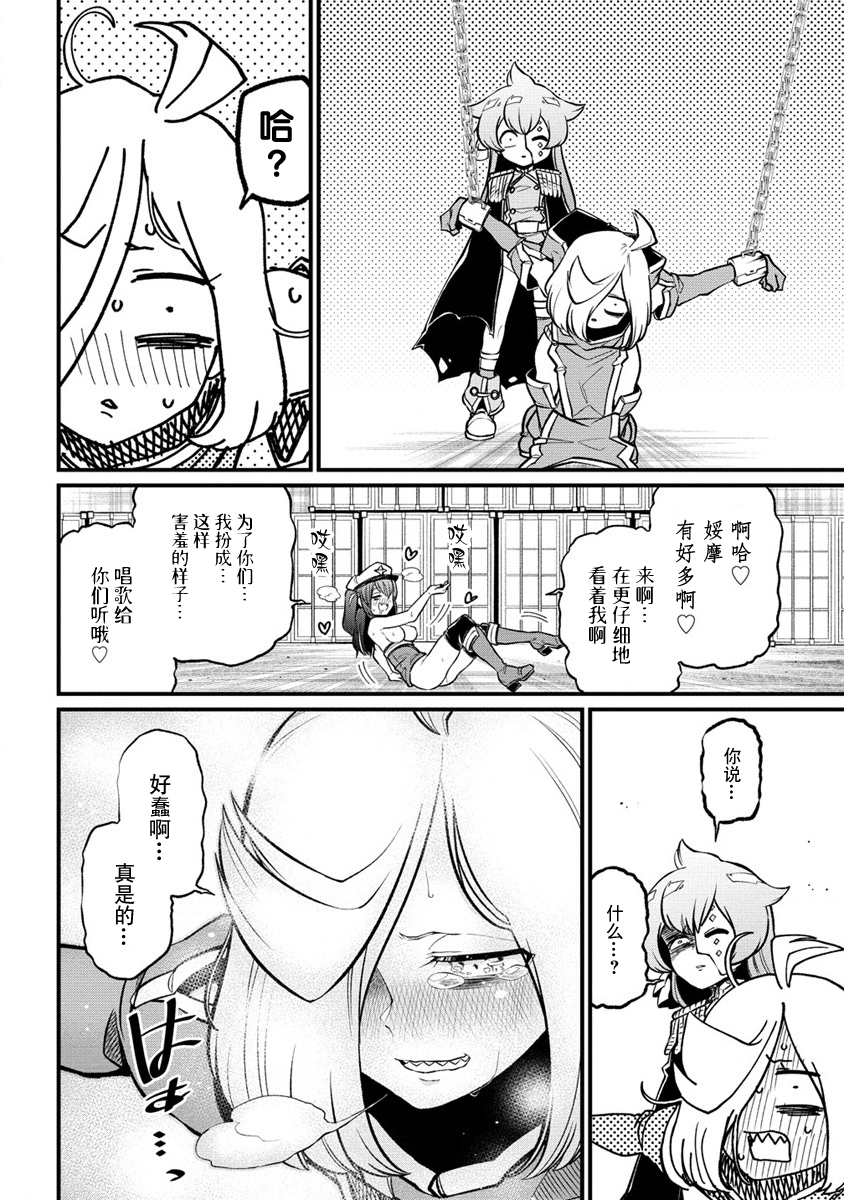 哈?
啊哈♡
娞摩
有好多啊♡
来啊…
在更仔细地
看着我啊
哎嘿
哎嘿
为了你们…
我扮成…
这样
害羞的样子…
唱歌给
你们听哦♡
你说…
什么…?
好蠢啊…
真是的…
はぁ…